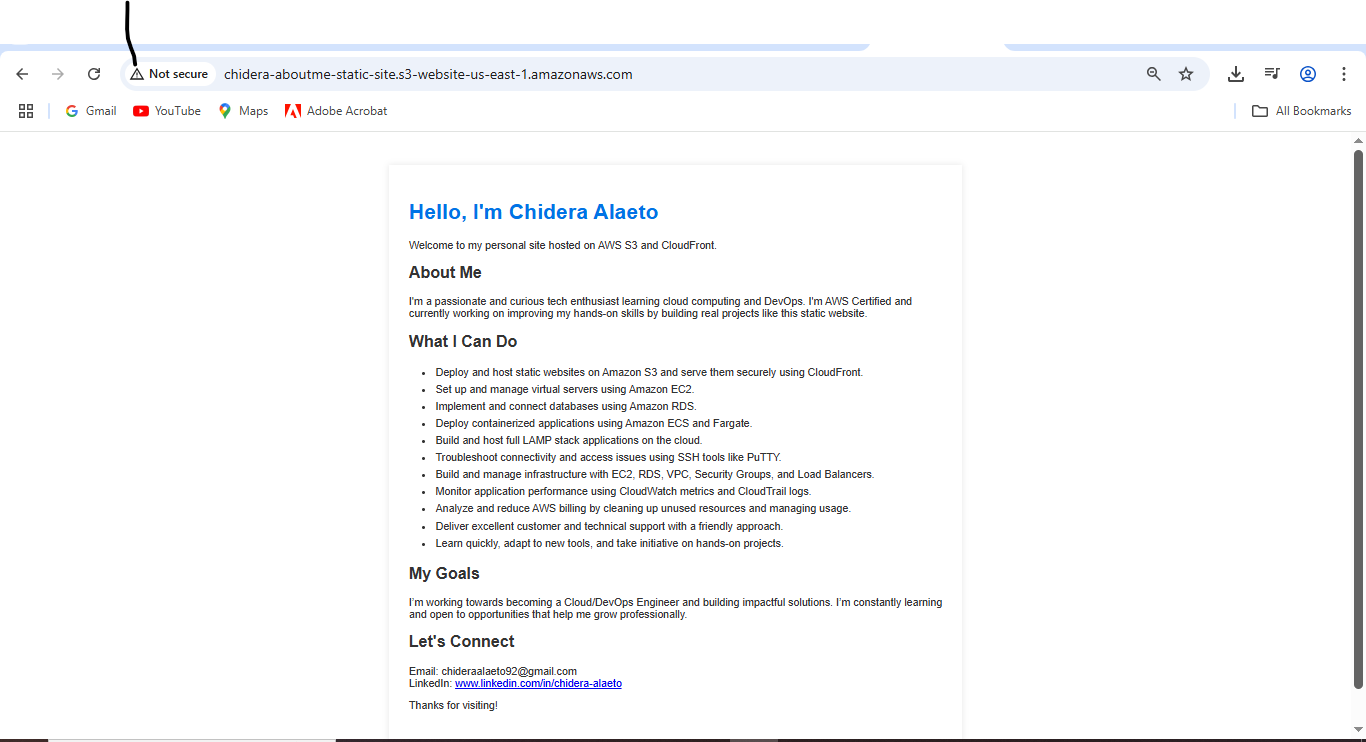 Not secure
chidera-aboutme-static-site.s3-website-us-east-1.amazonaws.com
Gmail YouTube Maps Adobe Acrobat All Bookmarks
Hello, I'm Chidera Alaeto
Welcome to my personal site hosted on AWS S3 and CloudFront.
About Me
I'm a passionate and curious tech enthusiast learning cloud computing and DevOps. I'm AWS Certified and
currently working on improving my hands-on skills by building real projects like this static website.
What I Can Do
• Deploy and host static websites on Amazon S3 and serve them securely using CloudFront.
• Set up and manage virtual servers using Amazon EC2.
• Implement and connect databases using Amazon RDS.
• Deploy containerized applications using Amazon ECS and Fargate.
• Build and host full LAMP stack applications on the cloud.
• Troubleshoot connectivity and access issues using SSH tools like PuTTY.
• Build and manage infrastructure with EC2, RDS, VPC, Security Groups, and Load Balancers.
• Monitor application performance using CloudWatch metrics and CloudTrail logs.
• Analyze and reduce AWS billing by cleaning up unused resources and managing usage.
• Deliver excellent customer and technical support with a friendly approach.
• Learn quickly, adapt to new tools, and take initiative on hands-on projects.
My Goals
I'm working towards becoming a Cloud/DevOps Engineer and building impactful solutions. I'm constantly learning
and open to opportunities that help me grow professionally.
Let's Connect
Email: chideraalaeto92@gmail.com
LinkedIn: www.linkedin.com/in/chidera-alaeto
Thanks for visiting!